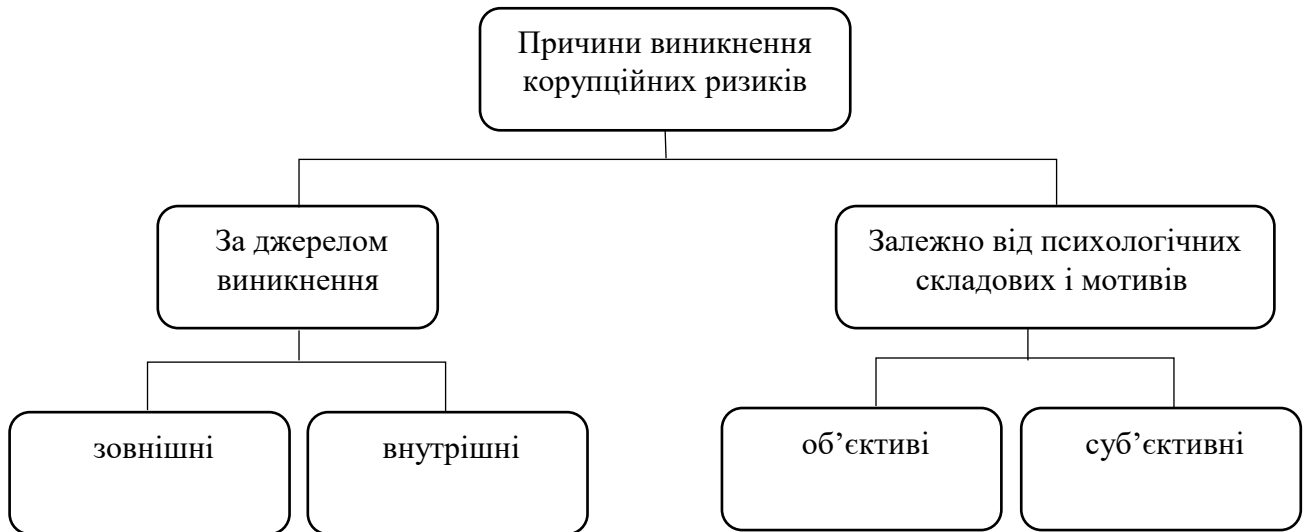 Причини виникнення
корупційних ризиків
За джерелом
виникнення
Залежно від психологічних
складових і мотивів
зовнішні
внутрішні
об’єктиві
суб’єктивні